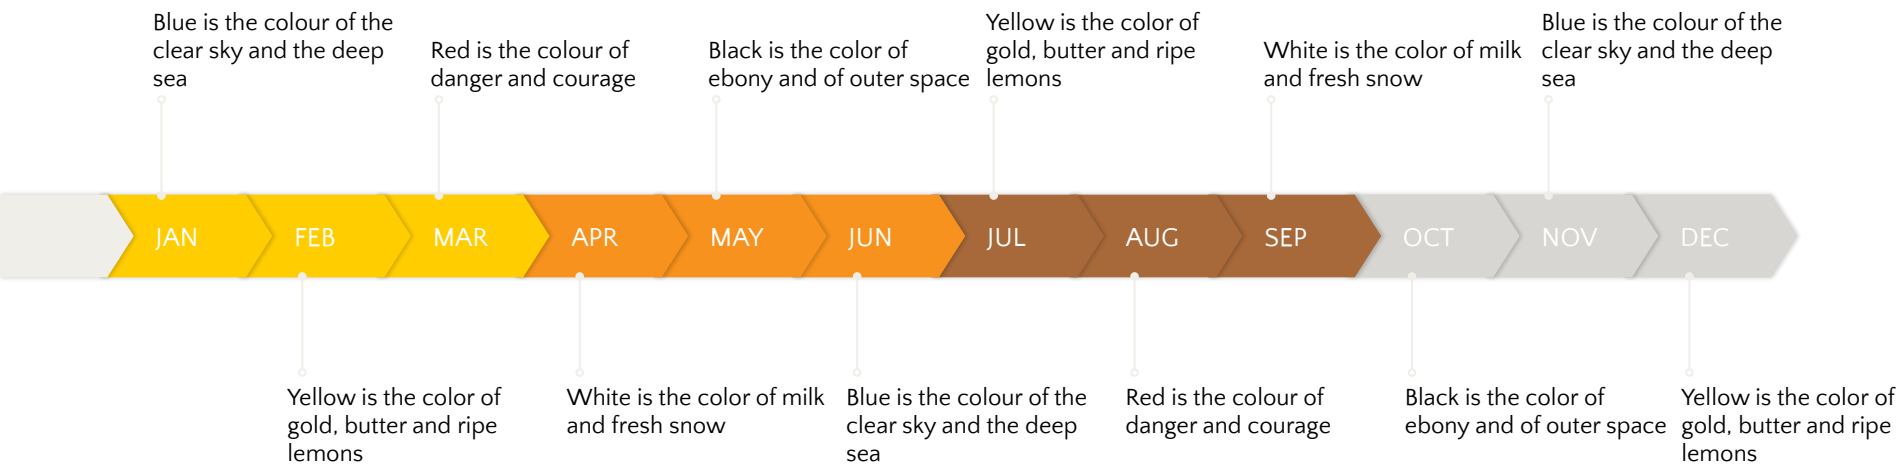 Blue is the colour of the
clear sky and the deep
sea
Red is the colour of
danger and courage
Black is the color of
ebony and of outer space
Yellow is the color of
gold, butter and ripe
lemons
White is the color of milk
and fresh snow
Blue is the colour of the
clear sky and the deep
sea
JAN
FEB
MAR
APR
MAY
JUN
JUL
AUG
SEP
OCT
NOV
DEC
Yellow is the color of
gold, butter and ripe
lemons
White is the color of milk
and fresh snow
Blue is the colour of the
clear sky and the deep
sea
Red is the colour of
danger and courage
Black is the color of
ebony and of outer space
Yellow is the color of
gold, butter and ripe
lemons